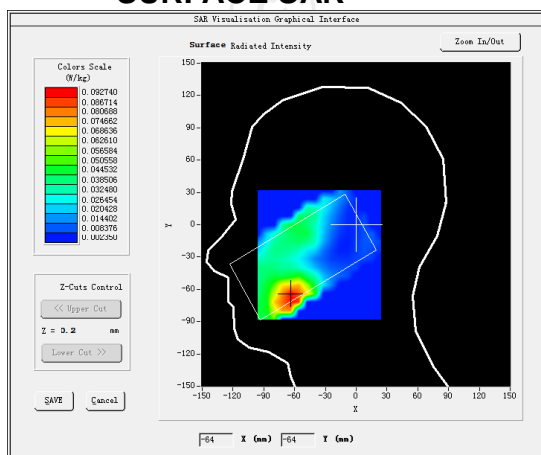 SURFACE SAR
SAR Visualisation Graphical Interface
Surface Radiated Intensity
Zoom In/Out
Colors Scale
(W/kg)
0.092740
0.086714
0.080688
0.074662
0.068636
0.062610
0.056584
0.050558
0.044532
0.038506
0.032480
0.026454
0.020428
0.014402
0.008376
0.002350
150
120
90
60
30
0
-30
-60
-90
-120
-150
Y
-150 -120 -90 -60 -30 0 30 60 90 120 150
X
Z-Cuts Control
<< Upper Cut
Z = 0.2 mm
Lower Cut >>
SAVE Cancel
-64 X (mm) -64 Y (mm)